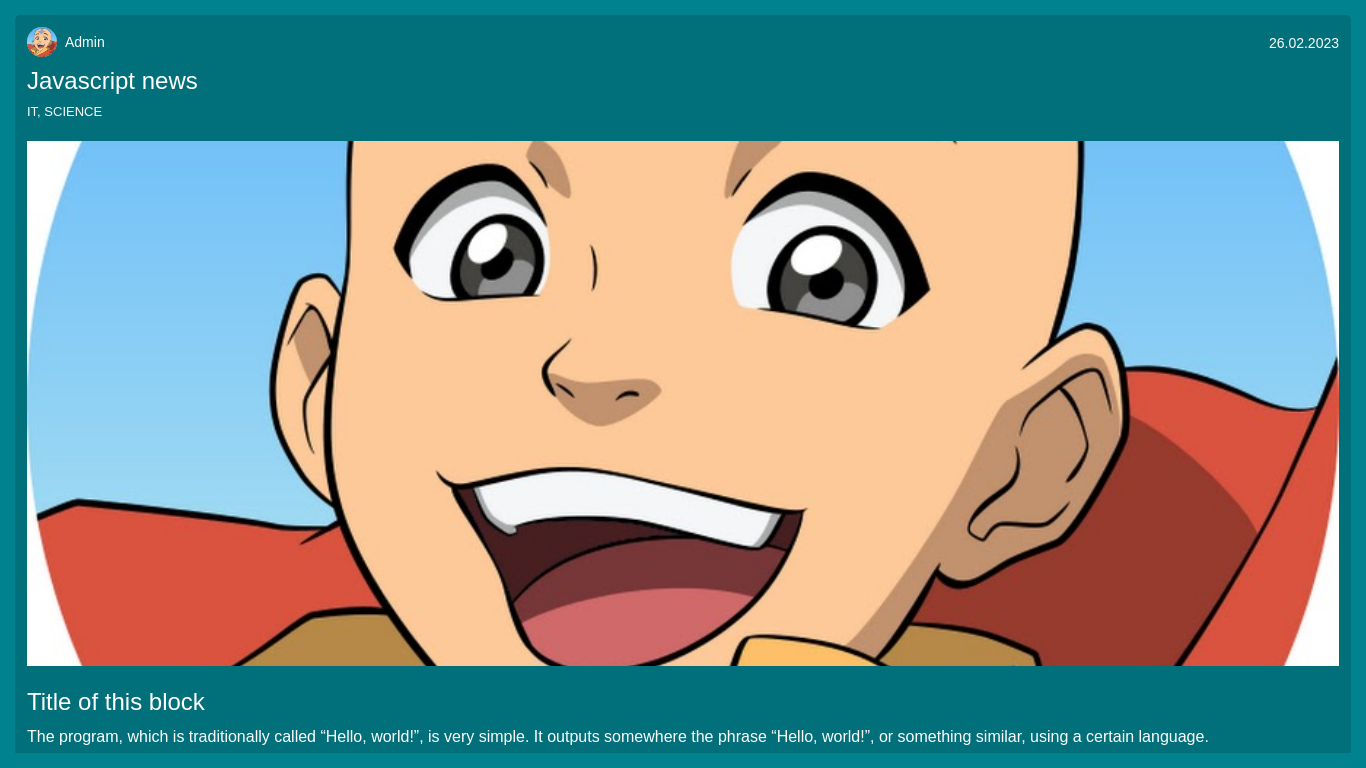 Admin
26.02.2023
Javascript news
IT, SCIENCE
Title of this block
The program, which is traditionally called “Hello, world!”, is very simple. It outputs somewhere the phrase “Hello, world!”, or something similar, using a certain language.